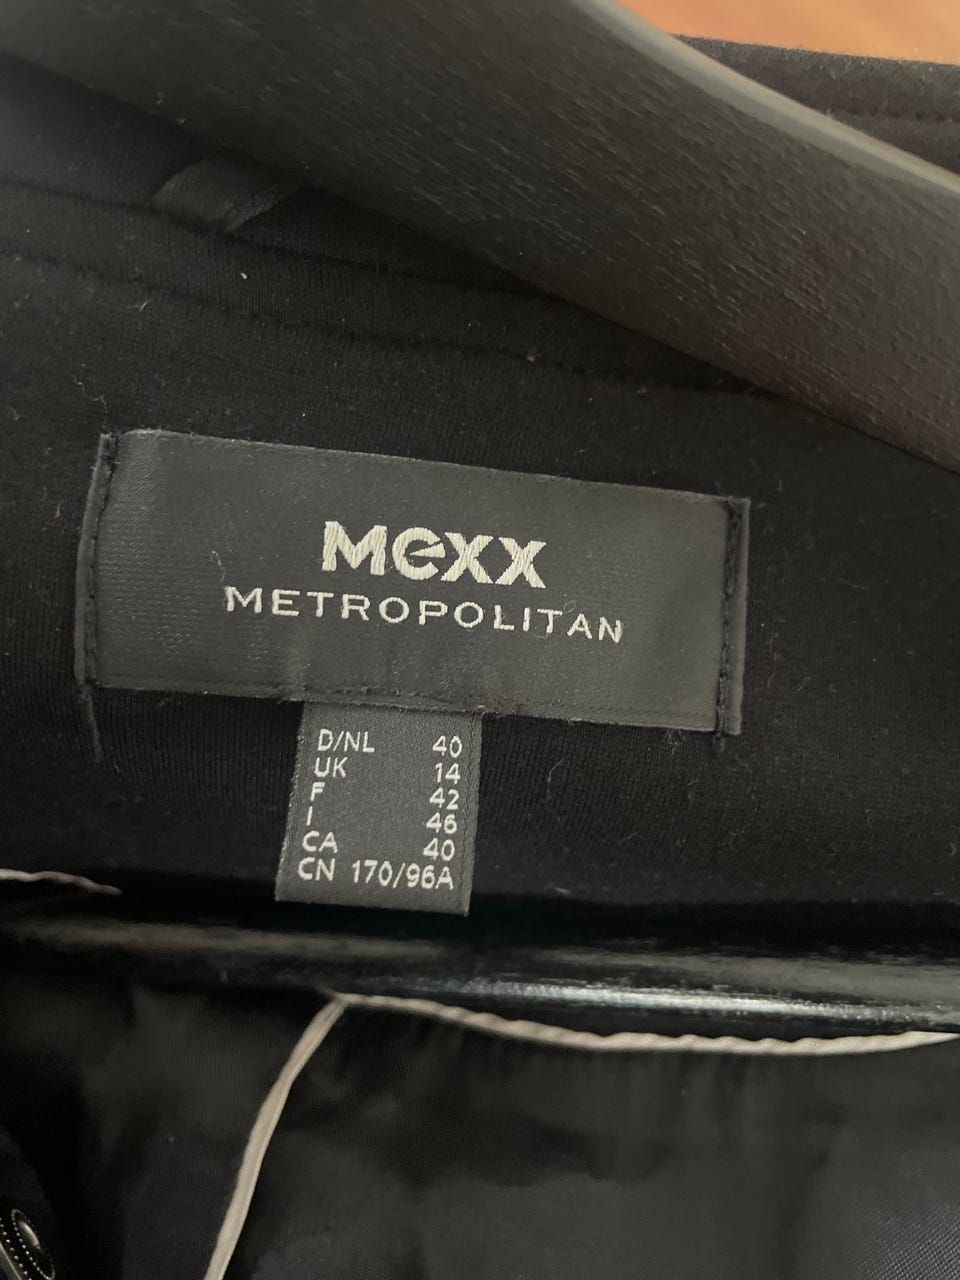 Mexx
METROPOLITAN
D/NL 40
UK 14
F 42
I 46
CA 40
CN 170/96A